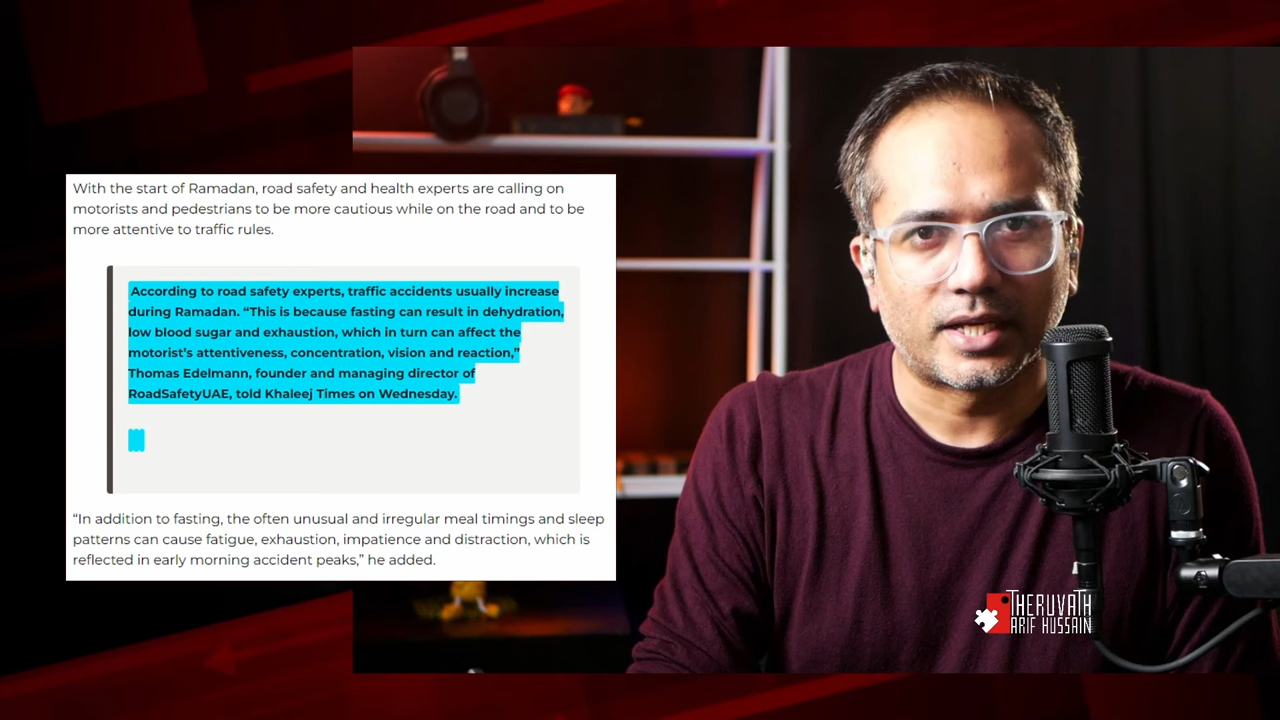 With the start of Ramadan, road safety and health experts are calling on
motorists and pedestrians to be more cautious while on the road and to be
more attentive to traffic rules.
According to road safety experts, traffic accidents usually increase
during Ramadan. “This is because fasting can result in dehydration,
low blood sugar and exhaustion, which in turn can affect the
motorist’s attentiveness, concentration, vision and reaction,”
Thomas Edelmann, founder and managing director of
RoadSafetyUAE, told Khaleej Times on Wednesday.
“In addition to fasting, the often unusual and irregular meal timings and sleep
patterns can cause fatigue, exhaustion, impatience and distraction, which is
reflected in early morning accident peaks,” he added.
THERUVATH
ARIF HUSSAIN